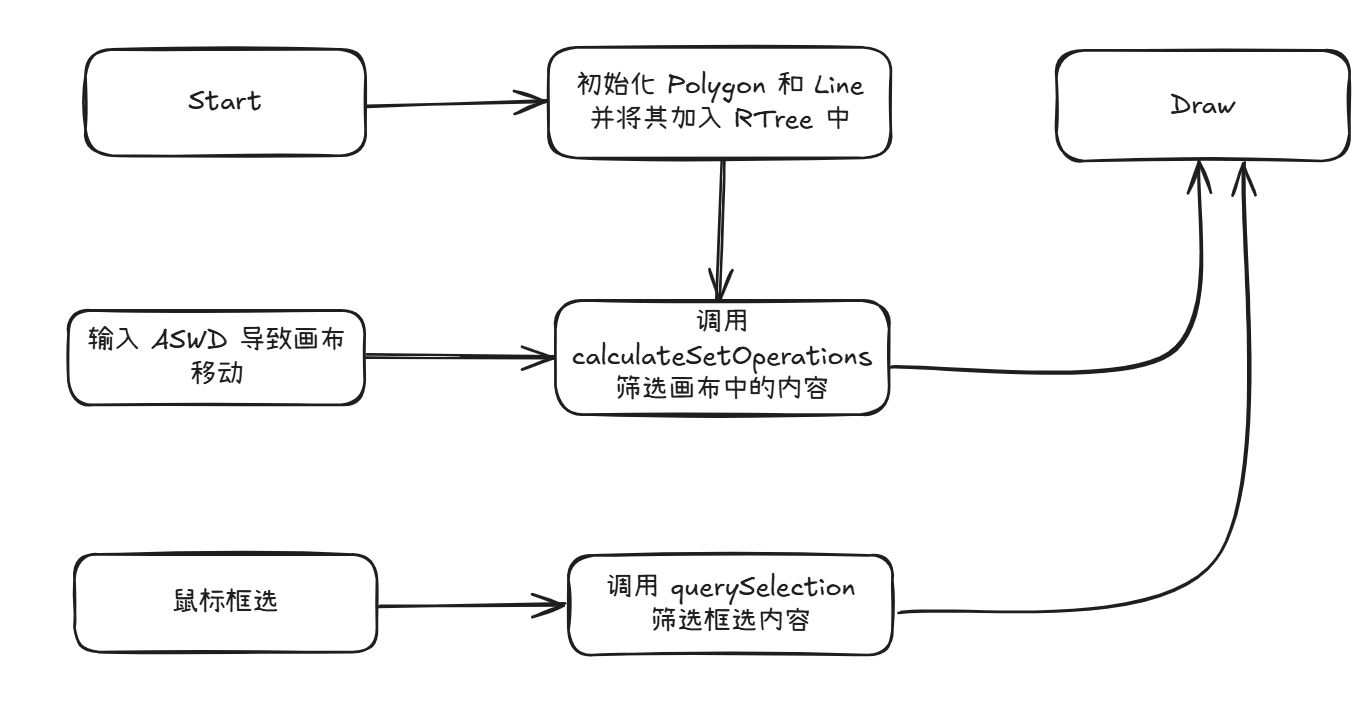 Start
初始化 Polygon 和 Line
并将其加入 RTree 中
Draw
输入 ASWD 导致画布
移动
调用
calculateSetOperations
筛选画布中的内容
鼠标框选
调用 querySelection
筛选框选内容